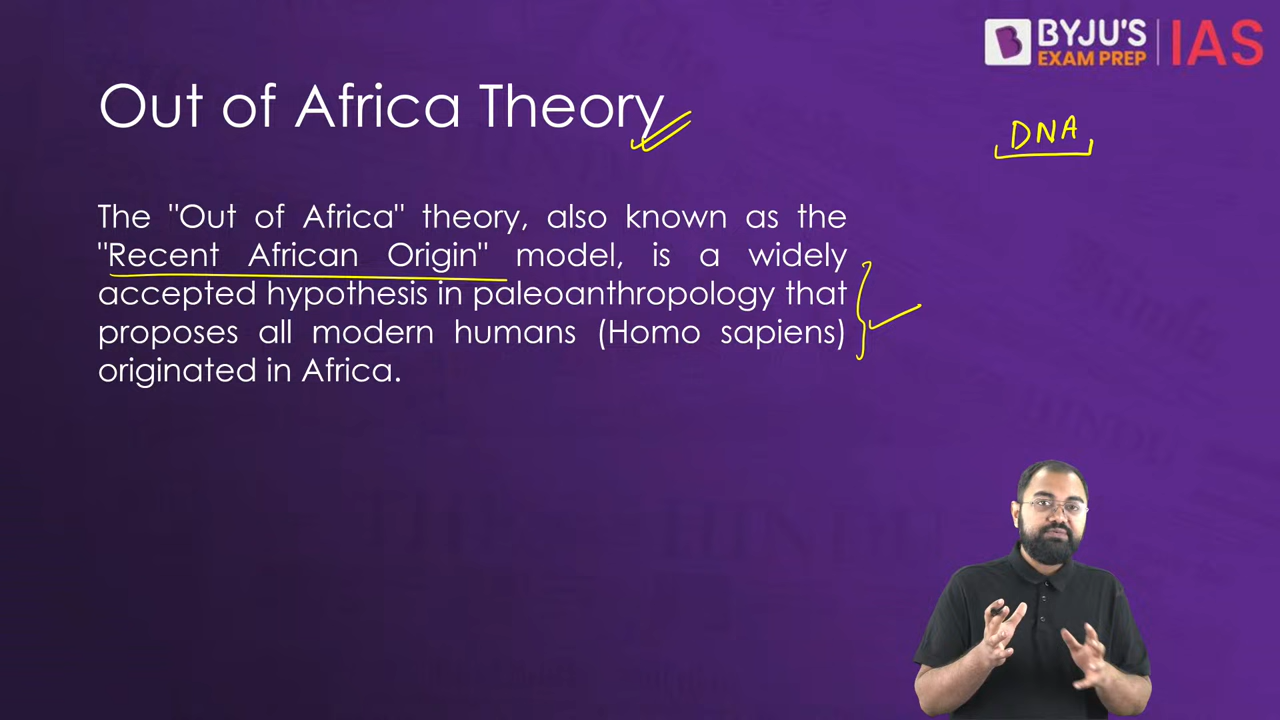 BYJU'S
EXAM PREP
IAS
Out of Africa Theory
DNA
The "Out of Africa" theory, also known as the
"Recent African Origin" model, is a widely
accepted hypothesis in paleoanthropology that
proposes all modern humans (Homo sapiens)
originated in Africa.
HINDU